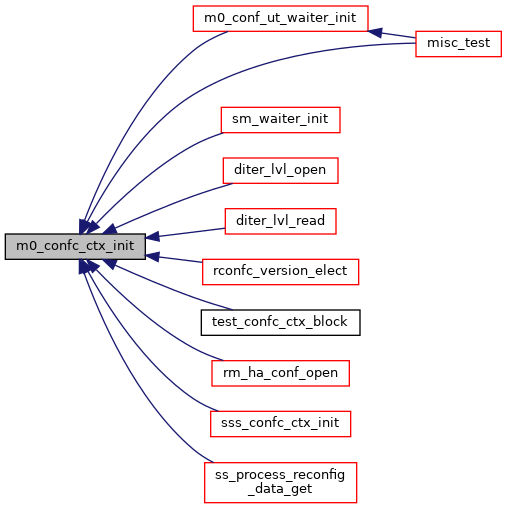 m0_conf_ut_waiter_init
misc_test
sm_waiter_init
diter_lvl_open
diter_lvl_read
m0_confc_ctx_init
rconfc_version_elect
test_confc_ctx_block
rm_ha_conf_open
sss_confc_ctx_init
ss_process_reconfig
_data_get